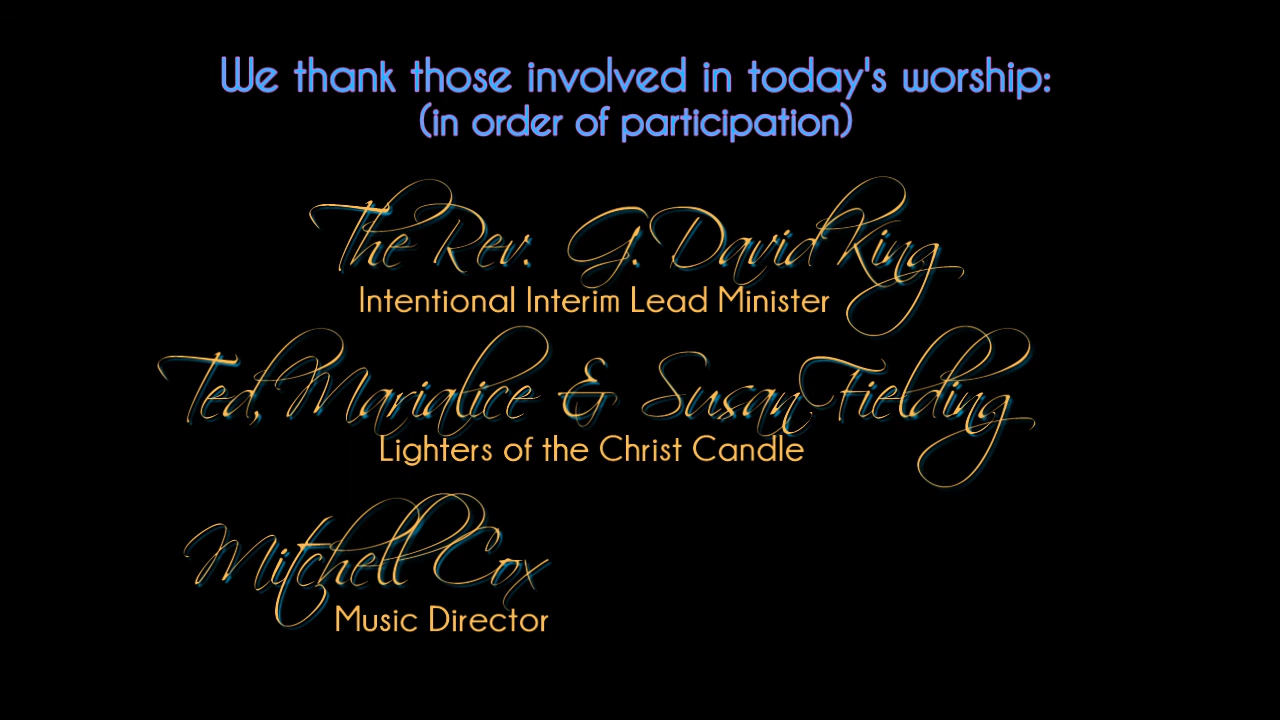 We thank those involved in today's worship:
(in order of participation)
The Rev. G. David King
Intentional Interim Lead Minister
Ted, Marialice & Susan Fielding
Lighters of the Christ Candle
Mitchell Cox
Music Director